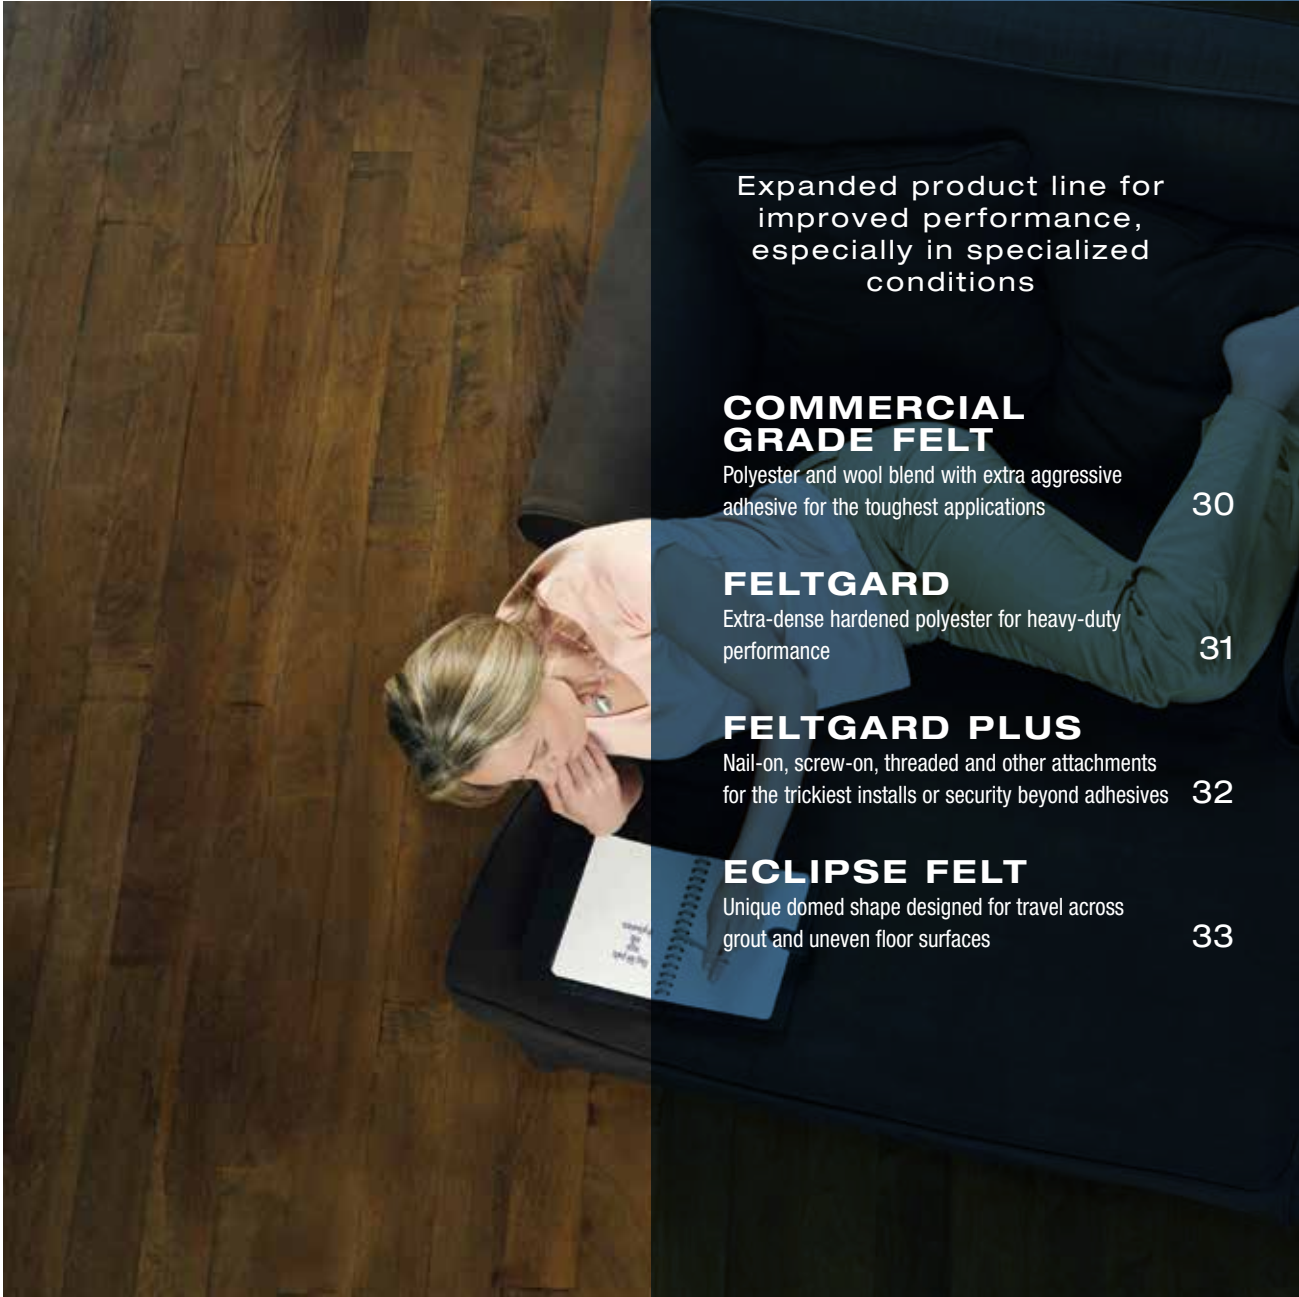 Expanded product line for
improved performance,
especially in specialized
conditions
COMMERCIAL
GRADE FELT
Polyester and wool blend with extra aggressive
adhesive for the toughest applications 30
FELTGARD
Extra-dense hardened polyester for heavy-duty
performance 31
FELTGARD PLUS
Nail-on, screw-on, threaded and other attachments
for the trickiest installs or security beyond adhesives 32
ECLIPSE FELT
Unique domed shape designed for travel across
grout and uneven floor surfaces 33